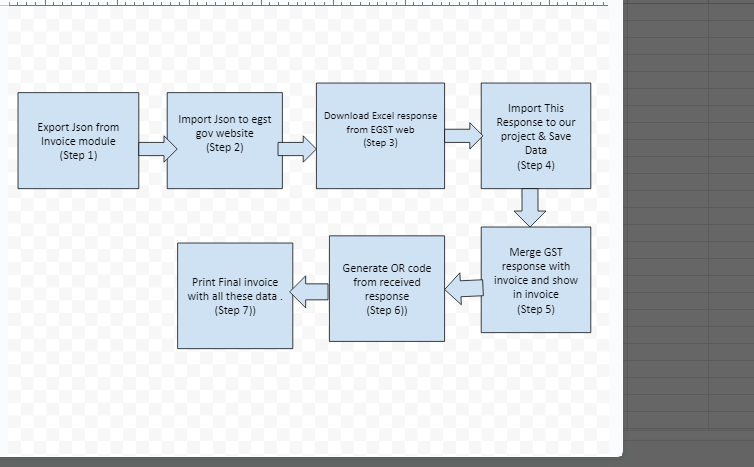 Export Json from
Invoice module
(Step 1)
Import Json to egst
gov website
(Step 2)
Download Excel response
from EGST web
(Step 3)
Import This
Response to our
project & Save
Data
(Step 4)
Merge GST
response with
invoice and show
in invoice
(Step 5)
Generate OR code
from received
response
(Step 6))
Print Final invoice
with all these data .
(Step 7))